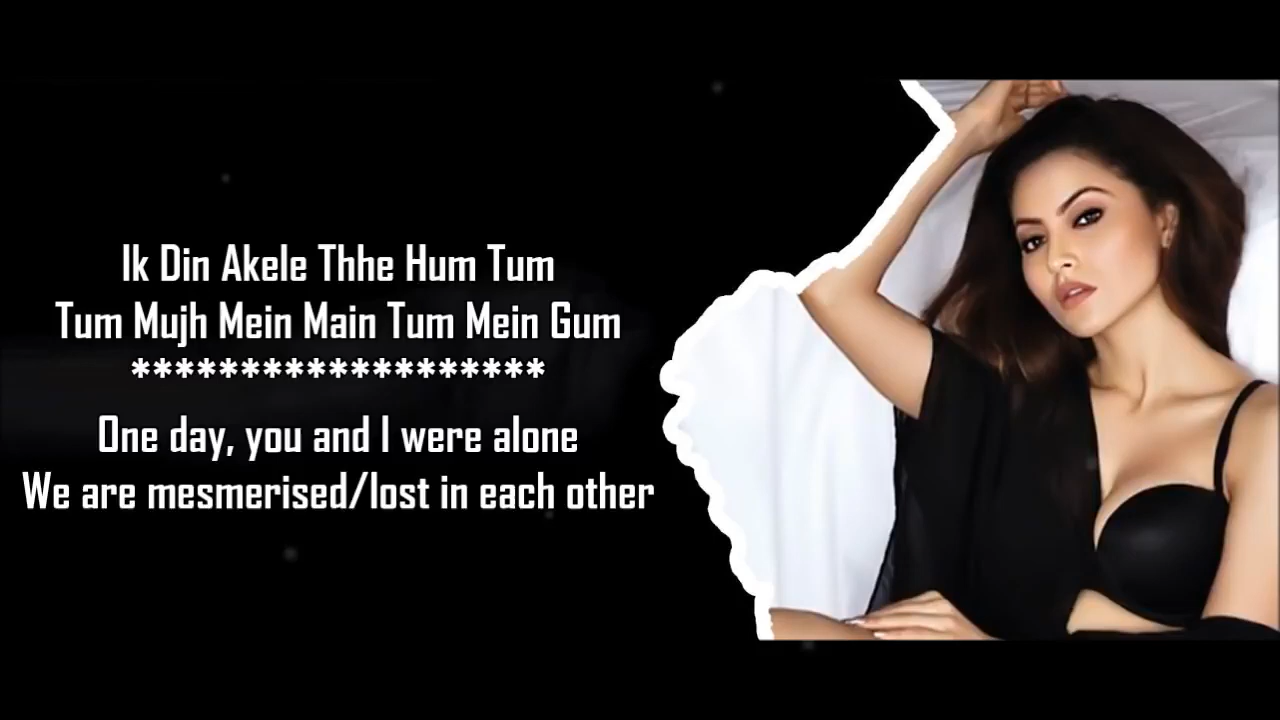 Ik Din Akele Thhe Hum Tum
Tum Mujh Mein Main Tum Mein Gum
*******************
One day, you and I were alone
We are mesmerised/lost in each other